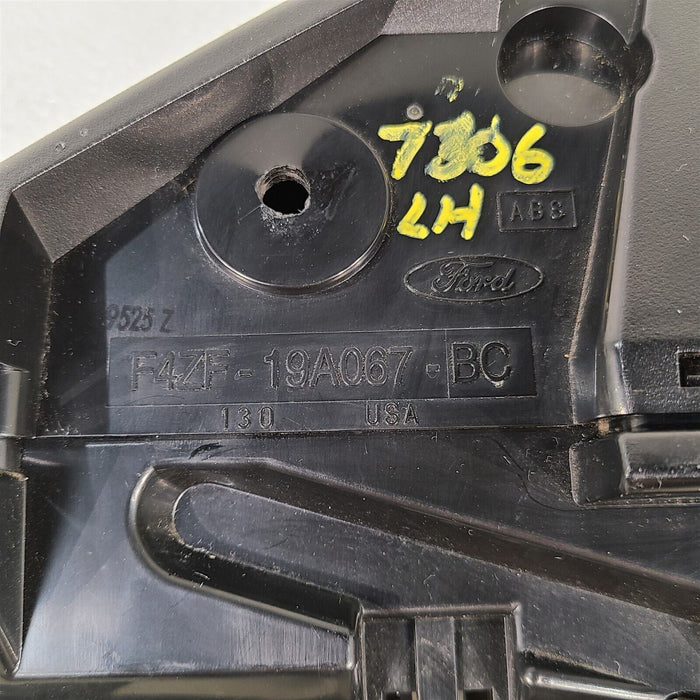 7306
LH
ABS
Ford
9525 Z
F4ZF-19A067-BC
130 USA